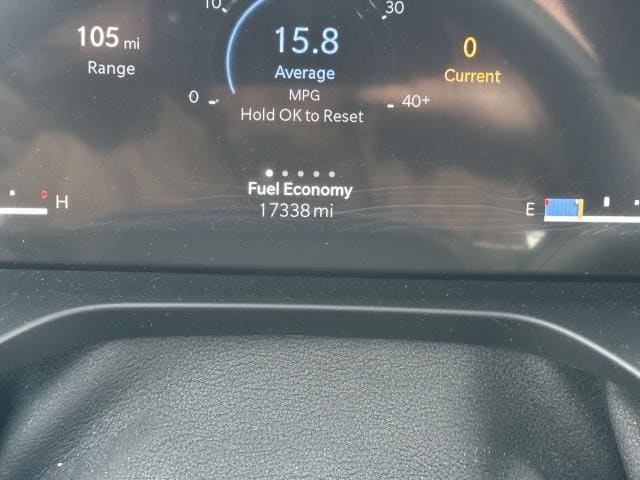 10
30
105 mi
Range
15.8
Average
MPG
Hold OK to Reset
0
Current
0
40+
H
Fuel Economy
17338 mi
E